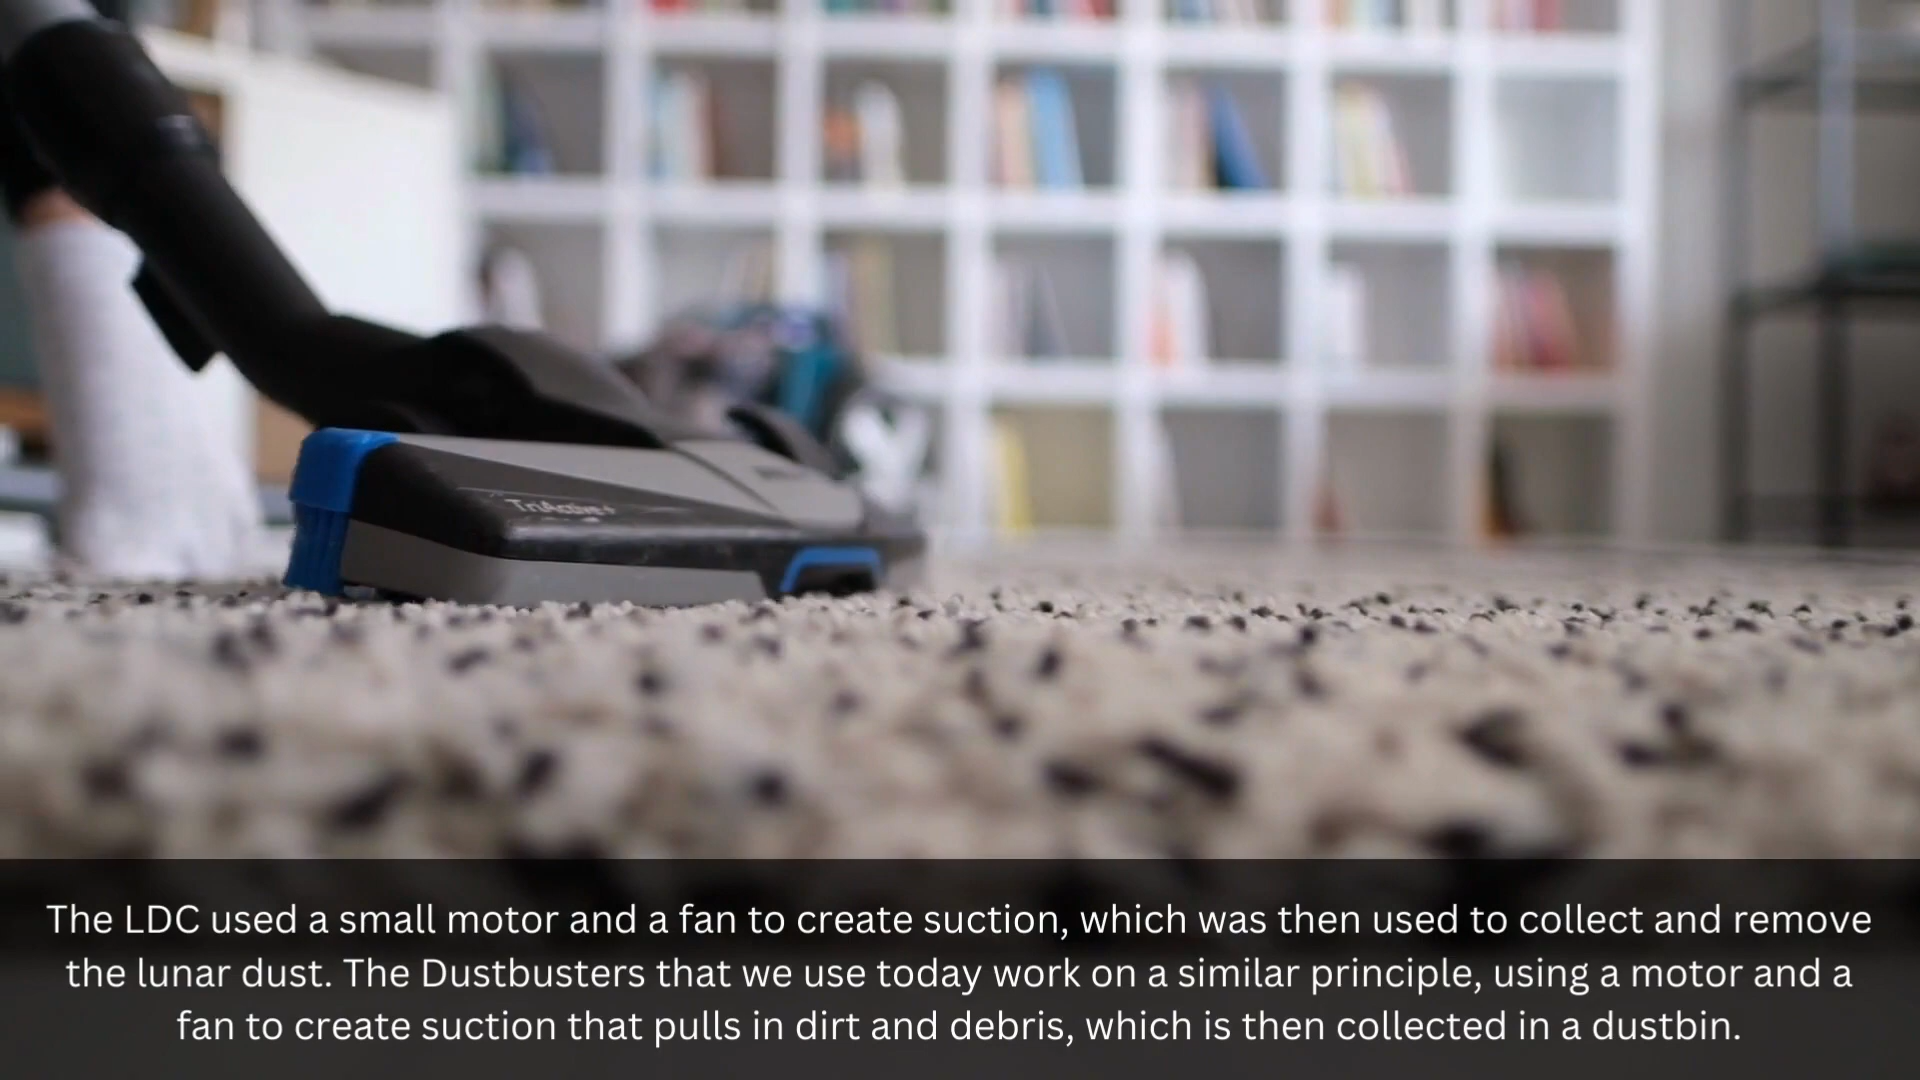 TriActive+
The LDC used a small motor and a fan to create suction, which was then used to collect and remove
the lunar dust. The Dustbusters that we use today work on a similar principle, using a motor and a
fan to create suction that pulls in dirt and debris, which is then collected in a dustbin.